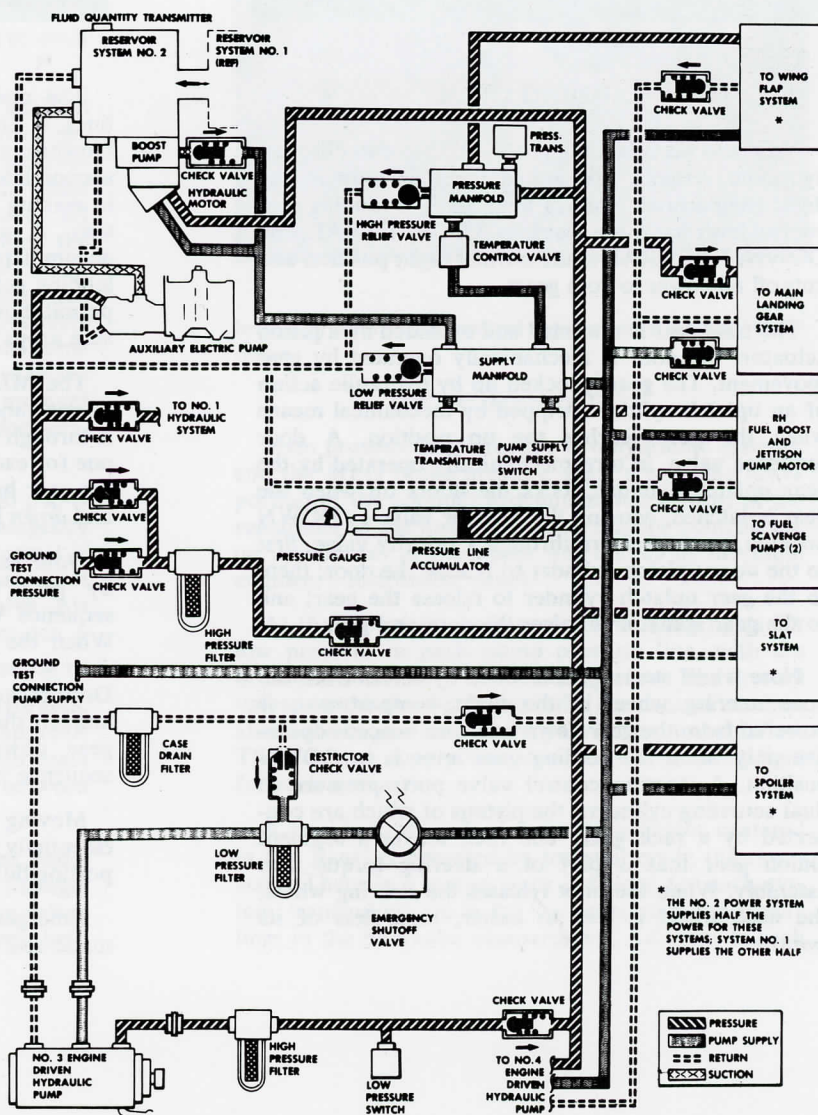 FLUID QUANTITY TRANSMITTER
RESERVOIR
SYSTEM NO. 2
RESERVOIR
SYSTEM NO. 1
(REF)
BOOST
PUMP
CHECK VALVE
HYDRAULIC
MOTOR
AUXILIARY ELECTRIC PUMP
PRESS.
TRANS.
PRESSURE
MANIFOLD
HIGH PRESSURE
RELIEF VALVE
TEMPERATURE
CONTROL VALVE
CHECK VALVE
TO WING
FLAP
SYSTEM
*
CHECK VALVE
TO MAIN
LANDING
GEAR
SYSTEM
CHECK VALVE
LOW PRESSURE
RELIEF VALVE
SUPPLY
MANIFOLD
TEMPERATURE
TRANSMITTER
PUMP SUPPLY
LOW PRESS
SWITCH
FUEL BOOST
AND
JETTISON
PUMP MOTOR
CHECK VALVE
TO FUEL
SCAVENGE
PUMPS (2)
TO SLAT
SYSTEM
TO
SPOILER
SYSTEM
*
TO NO. 1
HYDRAULIC
SYSTEM
CHECK VALVE
CHECK VALVE
GROUND
TEST
CONNECTION
PRESSURE
CHECK VALVE
HIGH
PRESSURE
FILTER
PRESSURE GAUGE
PRESSURE LINE
ACCUMULATOR
CHECK VALVE
GROUND
TEST
CONNECTION
PUMP SUPPLY
CASE
DRAIN
FILTER
RESTRICTOR
CHECK VALVE
CHECK VALVE
LOW
PRESSURE
FILTER
EMERGENCY
SHUTOFF
VALVE
* THE NO. 2 POWER SYSTEM
SUPPLIES HALF THE
POWER FOR THESE
SYSTEMS; SYSTEM NO. 1
SUPPLIES THE OTHER HALF
NO. 3 ENGINE
DRIVEN
HYDRAULIC
PUMP
HIGH
PRESSURE
FILTER
LOW
PRESSURE
SWITCH
CHECK VALVE
TO NO.4
ENGINE
DRIVEN
HYDRAULIC
PUMP
PRESSURE
PUMP SUPPLY
RETURN
SUCTION